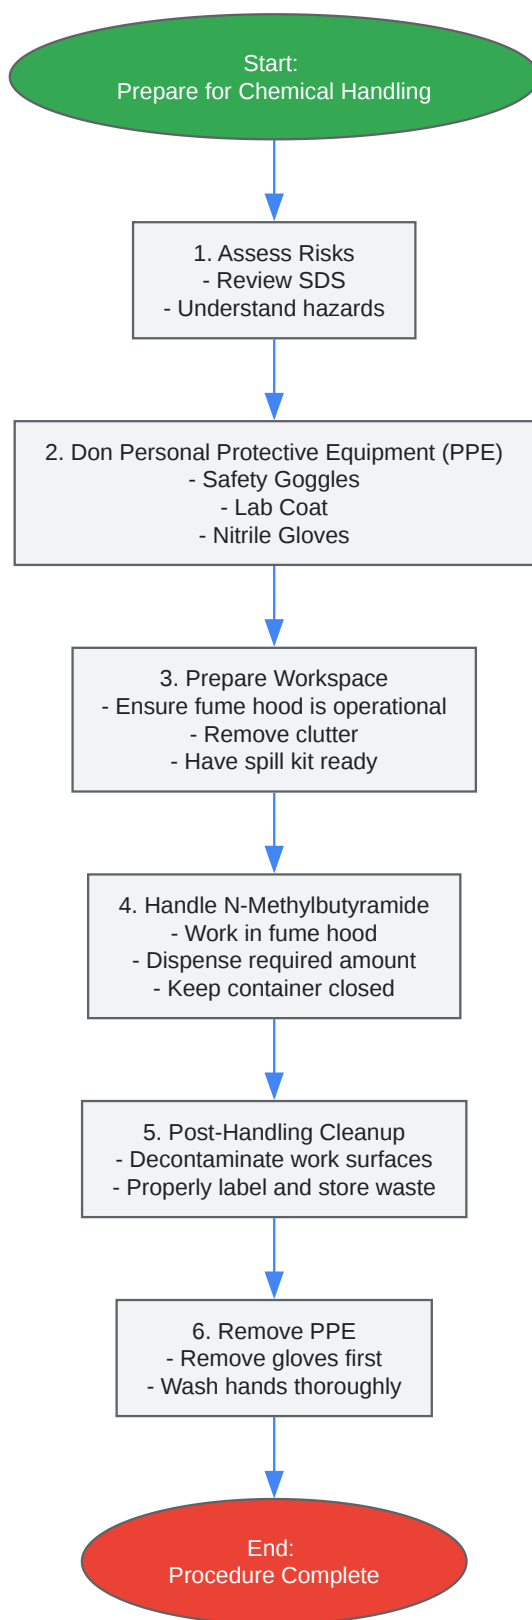 Start:
Prepare for Chemical Handling
1. Assess Risks
- Review SDS
- Understand hazards
2. Don Personal Protective Equipment (PPE)
- Safety Goggles
- Lab Coat
- Nitrile Gloves
3. Prepare Workspace
- Ensure fume hood is operational
- Remove clutter
- Have spill kit ready
4. Handle N-Methylbutyramide
- Work in fume hood
- Dispense required amount
- Keep container closed
5. Post-Handling Cleanup
- Decontaminate work surfaces
- Properly label and store waste
6. Remove PPE
- Remove gloves first
- Wash hands thoroughly
End:
Procedure Complete